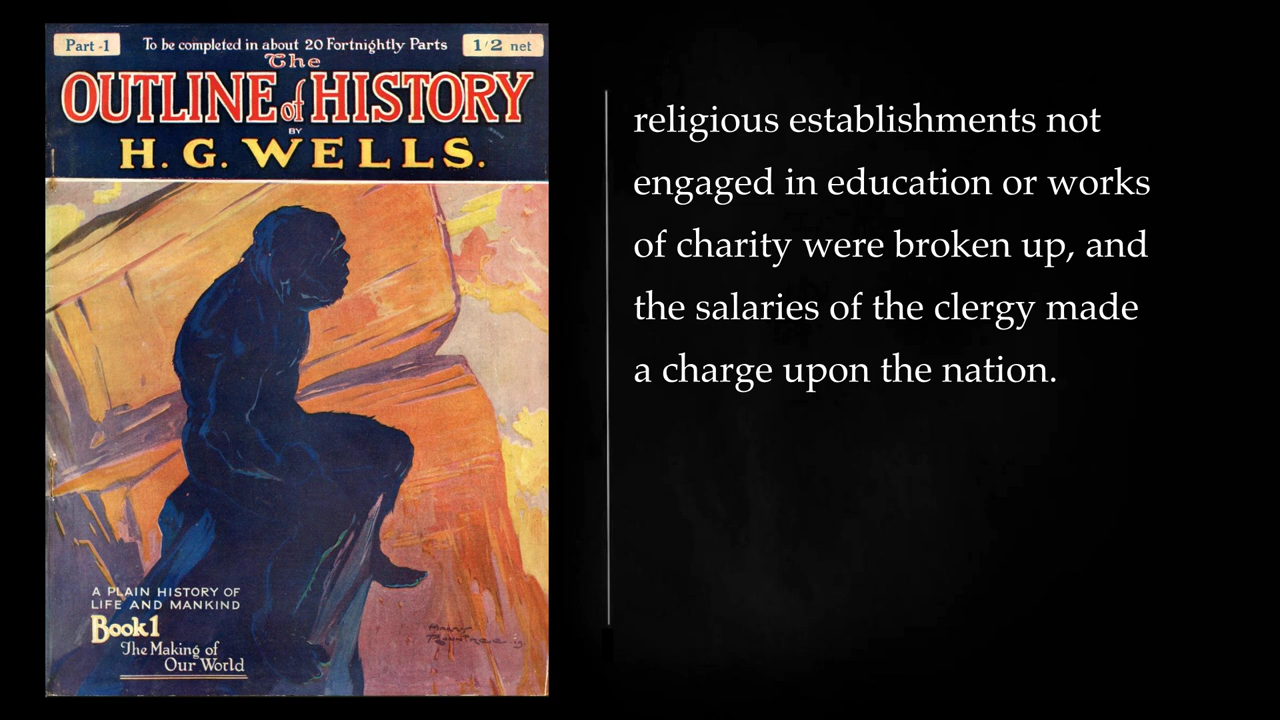 Part -1
To be completed in about 20 Fortnightly Parts
1/2 net
The
OUTLINE of HISTORY
BY
H. G. WELLS.
A PLAIN HISTORY OF
LIFE AND MANKIND
Book 1
The Making of
Our World
religious establishments not
engaged in education or works
of charity were broken up, and
the salaries of the clergy made
a charge upon the nation.